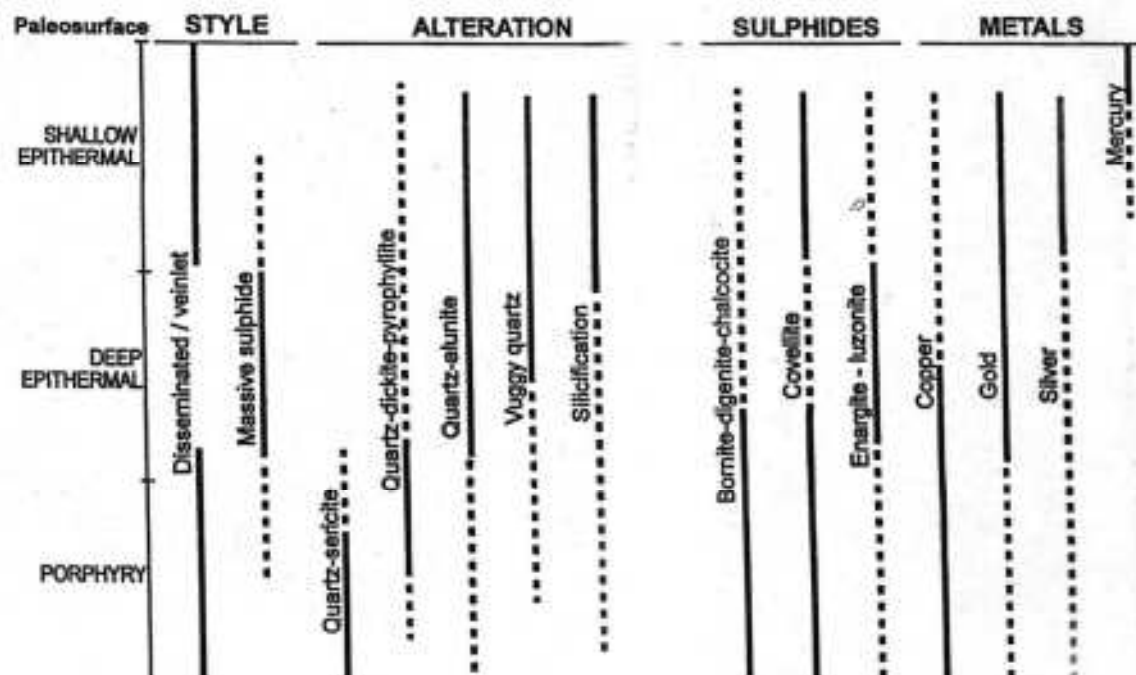 Paleosurface
STYLE
ALTERATION
SULPHIDES
METALS
SHALLOW
EPITHERMAL
DEEP
EPITHERMAL
PORPHYRY
Disseminated / veinlet
Massive sulphide
Quartz-sericite
Quartz-dickite-pyrophyllite
Quartz-alunite
Vuggy quartz
Silicification
Bornite-digenite-chalcocite
Covellite
Enargite - luzonite
Copper
Gold
Silver
Mercury